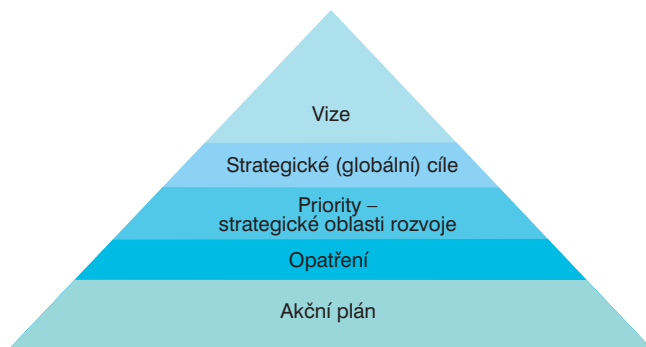 Vize
Strategické (globální) cíle
Priority –
strategické oblasti rozvoje
Opatření
Akční plán